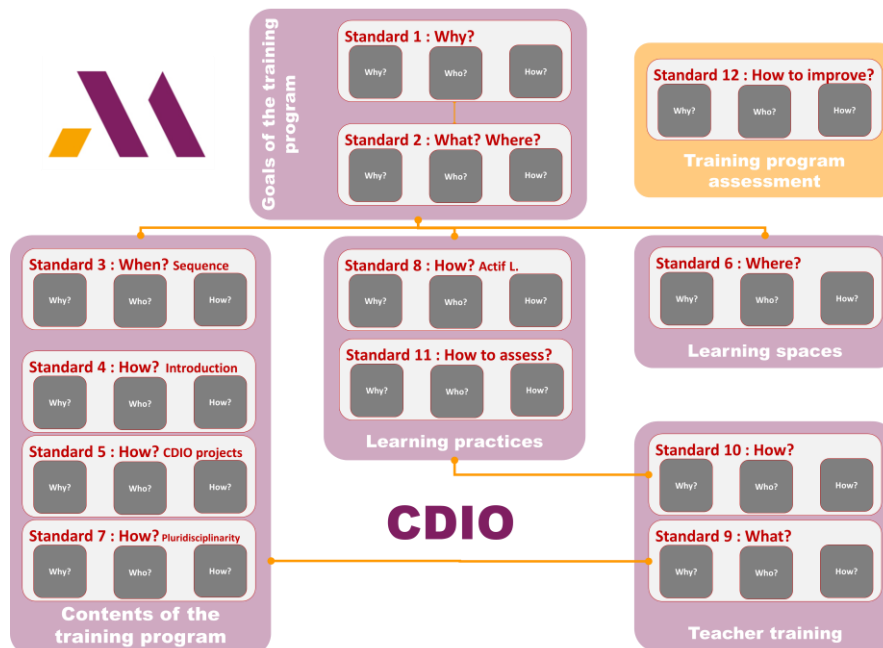 Goals of the training
program
Standard 1 : Why?
Why? Who? How?
Standard 2 : What? Where?
Why? Who? How?
Standard 12 : How to improve?
Why? Who? How?
Training program
assessment
Standard 3 : When? Sequence
Why? Who? How?
Standard 4 : How? Introduction
Why? Who? How?
Standard 5 : How? CDIO projects
Why? Who? How?
Standard 7 : How? Pluridisciplinarity
Why? Who? How?
Contents of the
training program
Standard 8 : How? Actif L.
Why? Who? How?
Standard 11 : How to assess?
Why? Who? How?
Learning practices
Standard 6 : Where?
Why? Who? How?
Learning spaces
CDIO
Standard 10 : How?
Why? Who? How?
Standard 9 : What?
Why? Who? How?
Teacher training